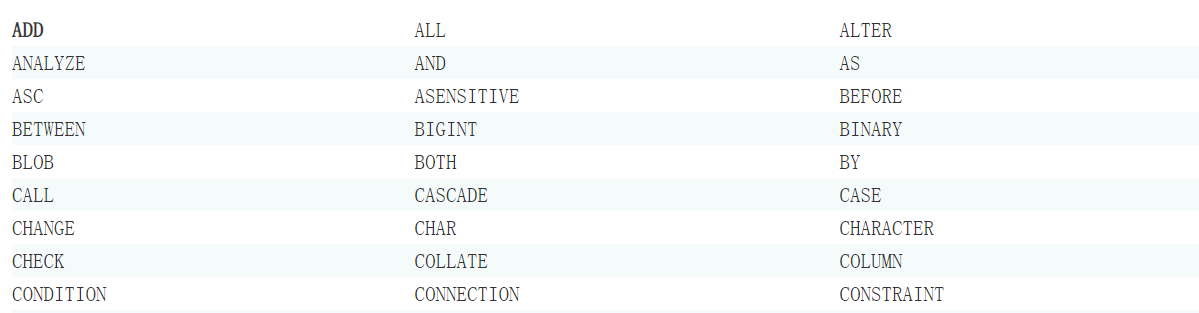 ADD ALL ALTER
ANALYZE AND AS
ASC ASENSITIVE BEFORE
BETWEEN BIGINT BINARY
BLOB BOTH BY
CALL CASCADE CASE
CHANGE CHAR CHARACTER
CHECK COLLATE COLUMN
CONDITION CONNECTION CONSTRAINT